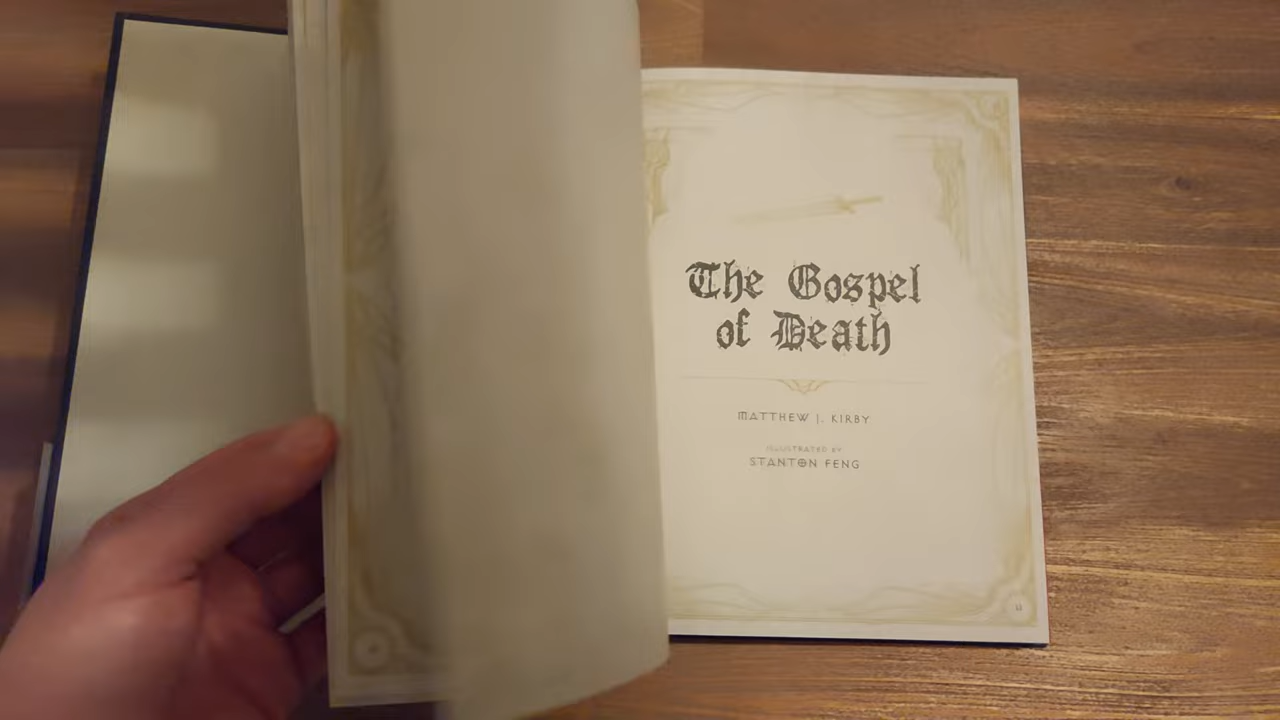 The Gospel
of Death
MATTHEW J. KIRBY
ILLUSTRATED BY
STANTON FENG